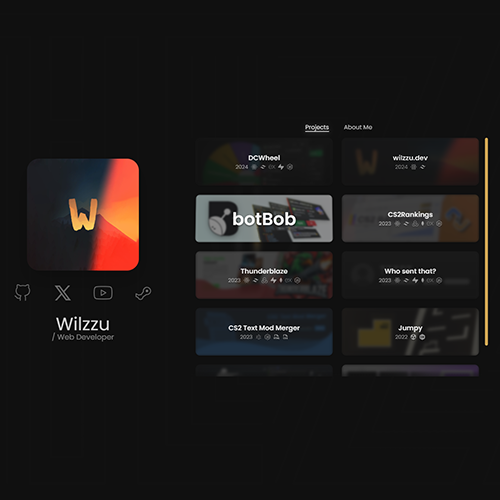 Projects About Me
DCWheel
2024
wilzzu.dev
2024
botBob
CS2Rankings
2023
Thunderblaze
2023
Who sent that?
2023
CS2 Text Mod Merger
2023
Jumpy
2022
W
Wilzzu
/ Web Developer